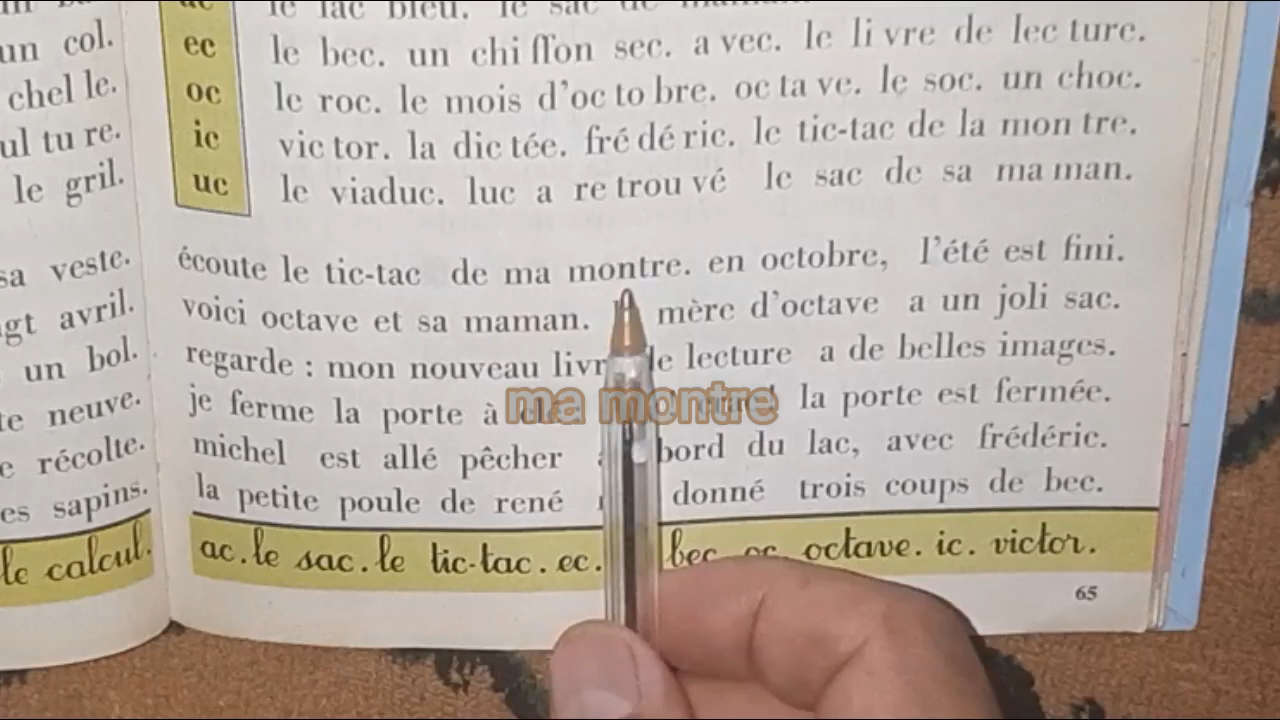 un col.
chel le.
ul tu re.
le gril.
sa veste.
gt avril.
un bol.
te neuve.
e récolte.
es sapins.
le calcul.
ec
oc
ic
uc
le lac bleu. le sac de
le bec. un chi ffon sec. a vec. le li vre de lec ture.
le roc. le mois d'oc to bre. oc ta ve. le soc. un choc.
vic tor. la dic tée. fré dé ric. le tic-tac de la mon tre.
le viaduc. luc a re trou vé le sac de sa ma man.
écoute le tic-tac de ma montre. en octobre, l'été est fini.
voici octave et sa maman. mère d'octave a un joli sac.
regarde : mon nouveau livr de lecture a de belles images.
je ferme la porte à la porte est fermée.
ma montre
michel est allé pêcher bord du lac, avec frédéric.
la petite poule de rené donné trois coups de bec.
ac. le sac. le tic-tac. ec. bec oc octave. ic. victor.
65